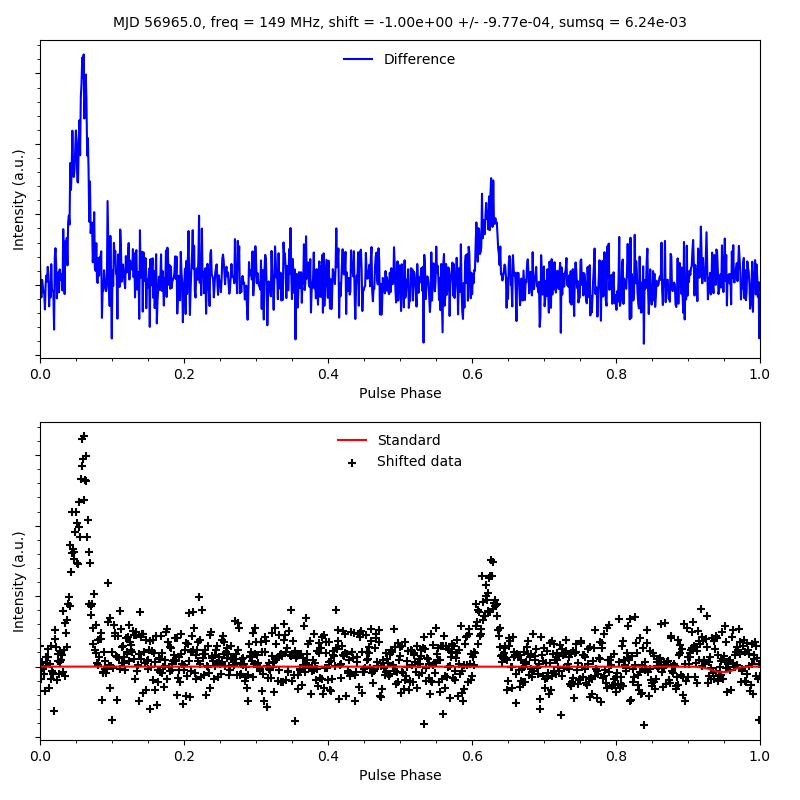 MJD 56965.0, freq = 149 MHz, shift = -1.00e+00 +/- -9.77e-04, sumsq = 6.24e-03
Difference
Intensity (a.u.)
0.0 0.2 0.4 0.6 0.8 1.0
Pulse Phase
Standard
Shifted data
Intensity (a.u.)
0.0 0.2 0.4 0.6 0.8 1.0
Pulse Phase